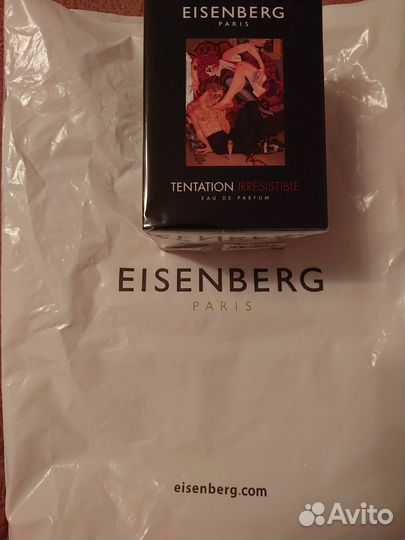 EISENBERG
PARIS
TENTATION IRRÉSISTIBLE
EAU DE PARFUM
EISENBERG
PARIS
eisenberg.com
Avito